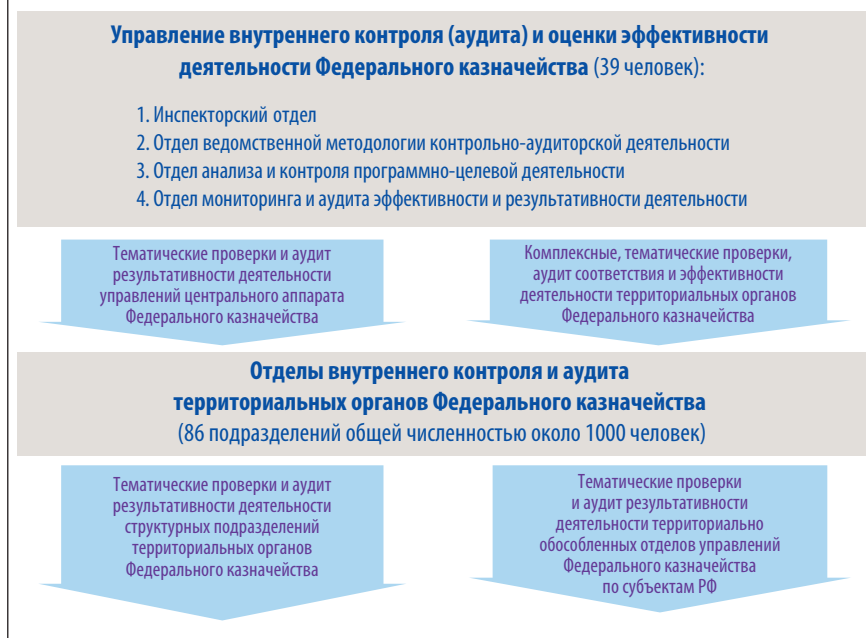 Управление внутреннего контроля (аудита) и оценки эффективности
деятельности Федерального казначейства (39 человек):
1. Инспекторский отдел
2. Отдел ведомственной методологии контрольно-аудиторской деятельности
3. Отдел анализа и контроля программно-целевой деятельности
4. Отдел мониторинга и аудита эффективности и результативности деятельности
Тематические проверки и аудит
результативности деятельности
управлений центрального аппарата
Федерального казначейства
Комплексные, тематические проверки,
аудит соответствия и эффективности
деятельности территориальных органов
Федерального казначейства
Отделы внутреннего контроля и аудита
территориальных органов Федерального казначейства
(86 подразделений общей численностью около 1000 человек)
Тематические проверки и аудит
результативности деятельности
структурных подразделений
территориальных органов
Федерального казначейства
Тематические проверки
и аудит результативности
деятельности территориально
обособленных отделов управлений
Федерального казначейства
по субъектам РФ